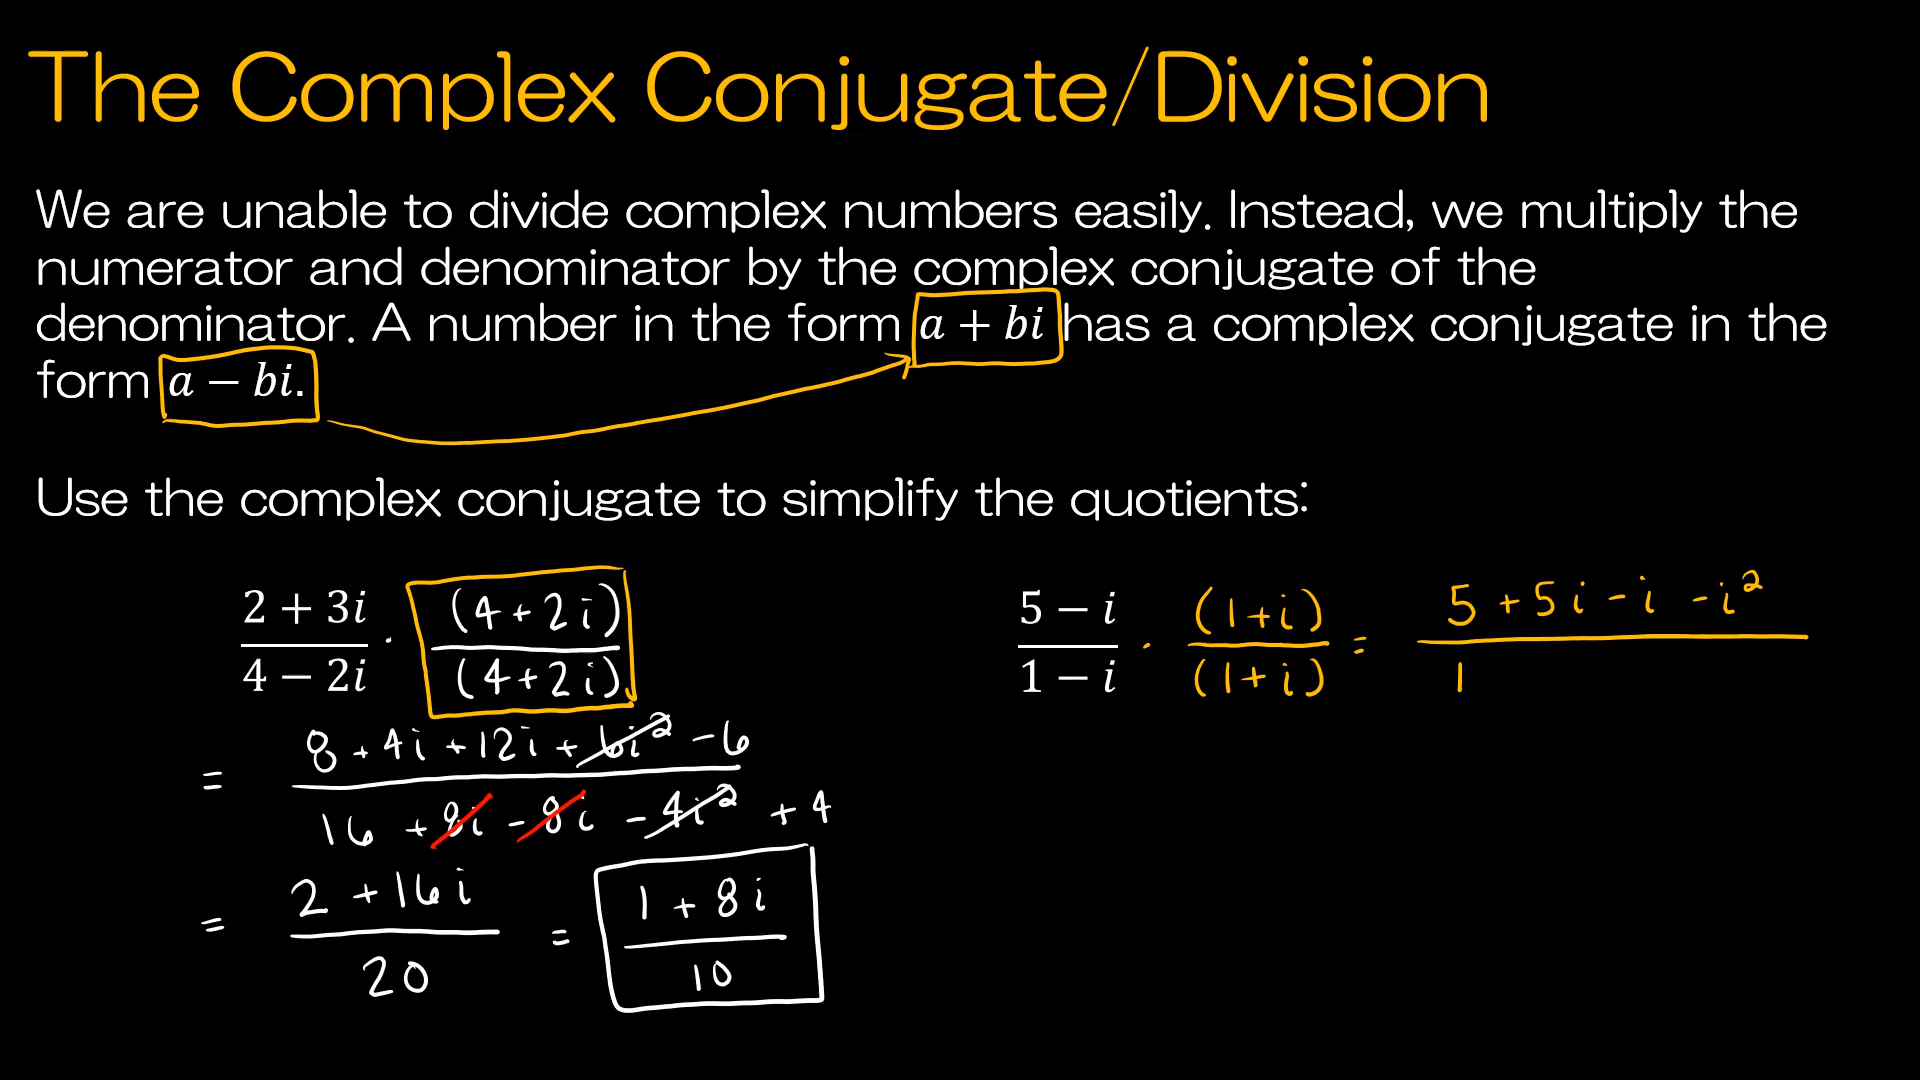 The Complex Conjugate/Division
We are unable to divide complex numbers easily. Instead, we multiply the
numerator and denominator by the complex conjugate of the
denominator. A number in the form a + bi has a complex conjugate in the
form a − bi.
Use the complex conjugate to simplify the quotients:
2 + 3i / 4 − 2i · (4 + 2i) / (4 + 2i)
= 8 + 4i + 12i + 6i² − 6 / 16 + 8i − 8i − 4i² + 4
= 2 + 16i / 20 = 1 + 8i / 10
5 − i / 1 − i · (1 + i) / (1 + i) = 5 + 5i − i − i² / 1